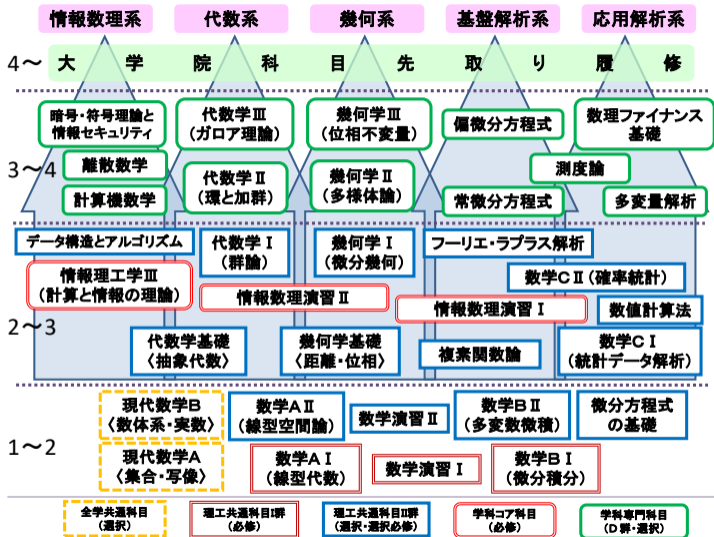 情報数理系
代数系
幾何系
基盤解析系
応用解析系
4～
大学院科目先取り履修
暗号・符号理論と
情報セキュリティ
代数学Ⅲ
(ガロア理論)
幾何学Ⅲ
(位相不変量)
偏微分方程式
数理ファイナンス
基礎
3～4
離散数学
代数学Ⅱ
(環と加群)
幾何学Ⅱ
(多様体論)
測度論
計算機数学
常微分方程式
多変量解析
データ構造とアルゴリズム
代数学Ⅰ
(群論)
幾何学Ⅰ
(微分幾何)
フーリエ・ラプラス解析
情報理工学Ⅲ
(計算と情報の理論)
情報数理演習Ⅱ
数学CⅡ(確率統計)
情報数理演習Ⅰ
数値計算法
2～3
代数学基礎
〈抽象代数〉
幾何学基礎
〈距離・位相〉
複素関数論
数学CⅠ
(統計データ解析)
現代数学B
〈数体系・実数〉
数学AⅡ
(線型空間論)
数学演習Ⅱ
数学BⅡ
(多変数微積)
微分方程式
の基礎
1～2
現代数学A
〈集合・写像〉
数学AⅠ
(線型代数)
数学演習Ⅰ
数学BⅠ
(微分積分)
全学共通科目
(選択)
理工共通科目Ⅰ群
(必修)
理工共通科目Ⅱ群
(選択・選択必修)
学科コア科目
(必修)
学科専門科目
(D群・選択)